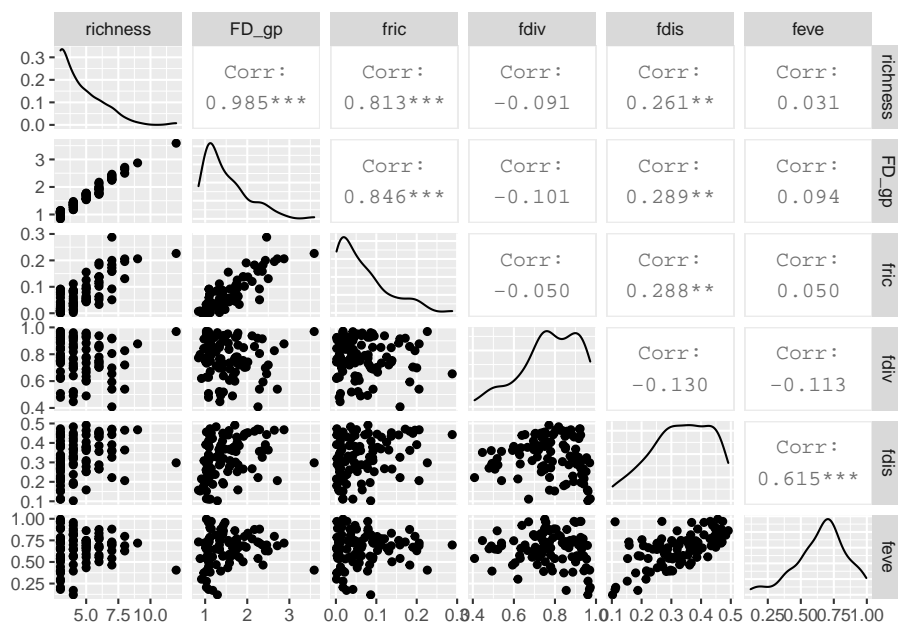 richness FD_gp fric fdiv fdis feve
0.3
0.2
0.1
0.0
Corr: Corr: Corr: Corr: Corr:
0.985*** 0.813*** -0.091 0.261** 0.031
richness
3
2
1
Corr: Corr: Corr: Corr:
0.846*** -0.101 0.289** 0.094
FD_gp
0.3
0.2
0.1
0.0
Corr: Corr: Corr:
-0.050 0.288** 0.050
fric
1.0
0.8
0.6
0.4
Corr: Corr:
-0.130 -0.113
fdiv
0.5
0.4
0.3
0.2
0.1
Corr:
0.615***
fdis
1.00
0.75
0.50
0.25
feve
5.0 7.5 10.0 1 2 3 0.0 0.1 0.2 0.3 0.4 0.6 0.8 1.0 0.1 0.2 0.3 0.4 0.5 0.25 0.50 0.75 1.00